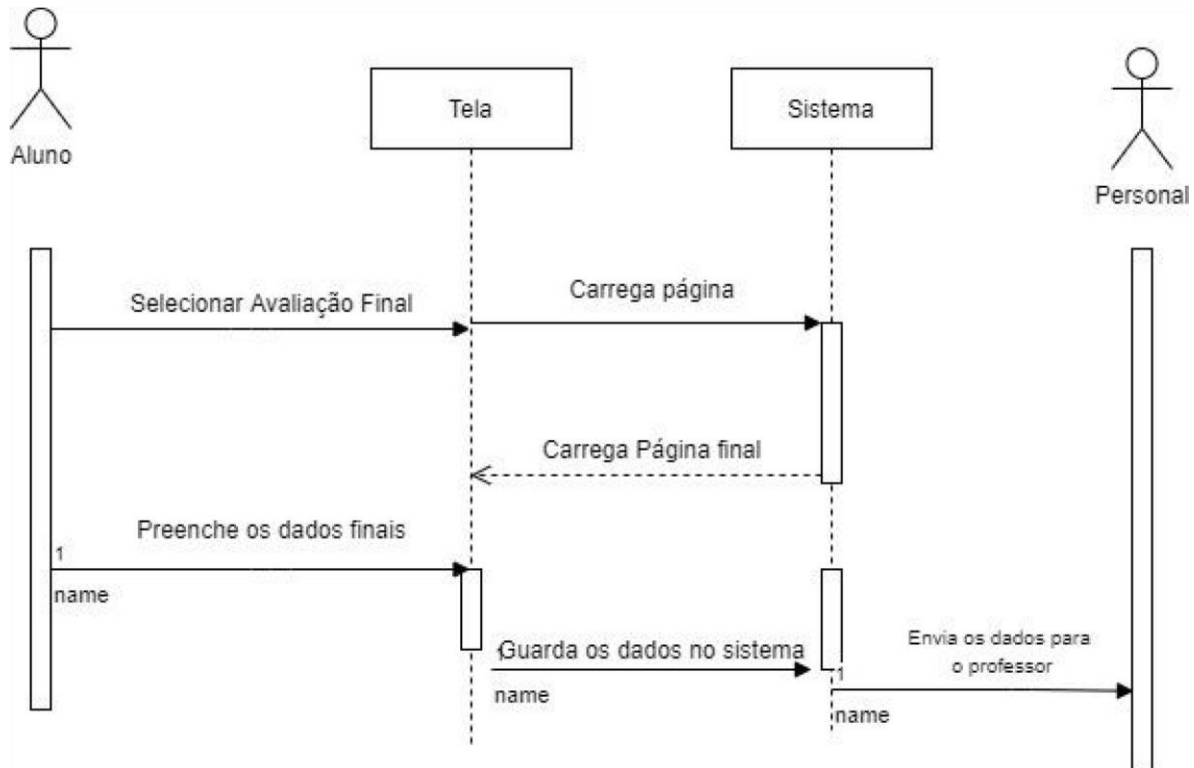 Tela
Sistema
Aluno
Personal
Selecionar Avaliação Final
Carrega página
Carrega Página final
Preenche os dados finais
1
name
Envia os dados para
o professor
1
Guarda os dados no sistema
name
1
name